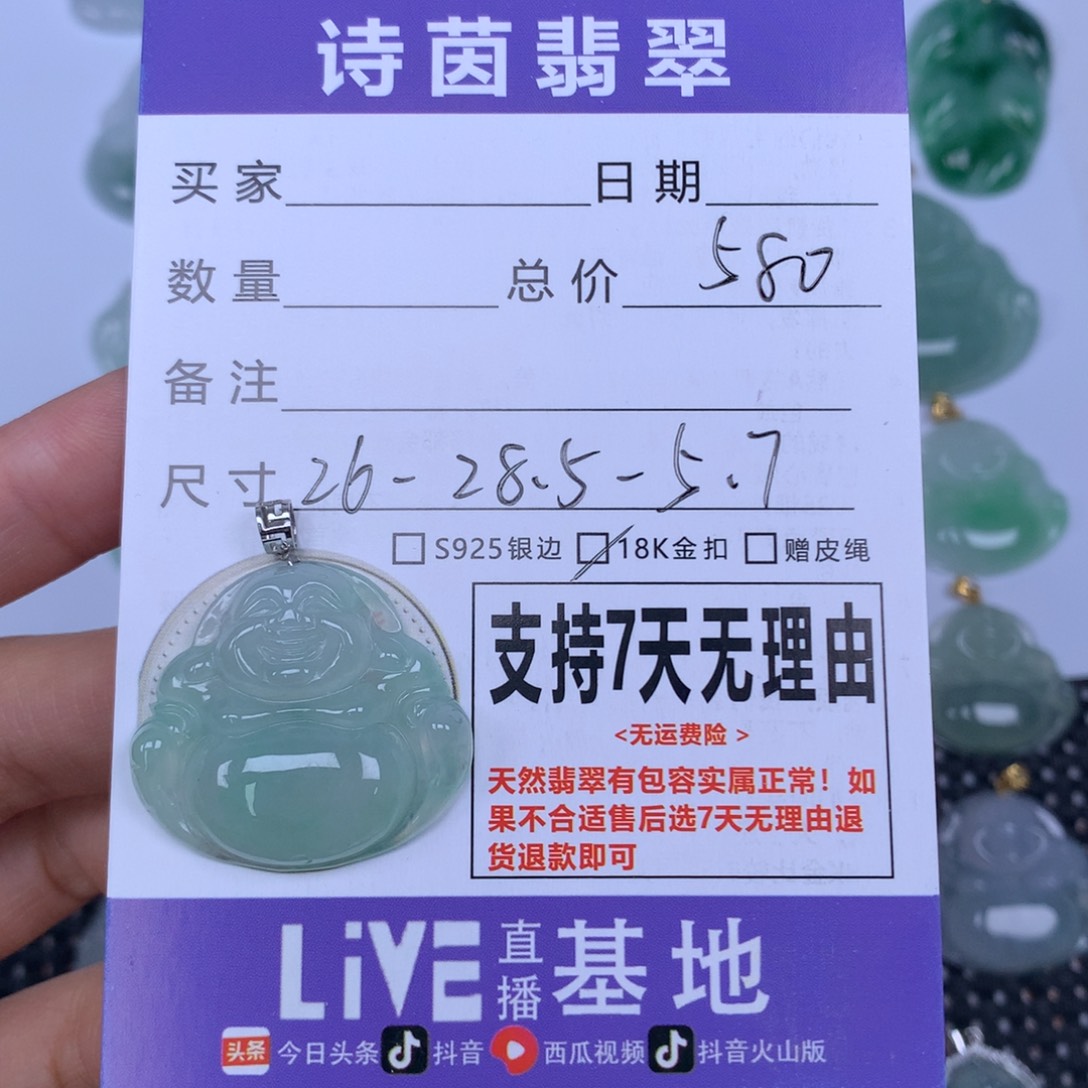 诗茵翡翠
买家 日期
数量 总价 580
备注
尺寸 26-28.5-5.7
S925银边 18K金扣 赠皮绳
支持7天无理由
<无运费险 >
天然翡翠有包容实属正常！如
果不合适售后选7天无理由退
货退款即可
LiVE 直播 基地
头条 今日头条 抖音 西瓜视频 抖音火山版